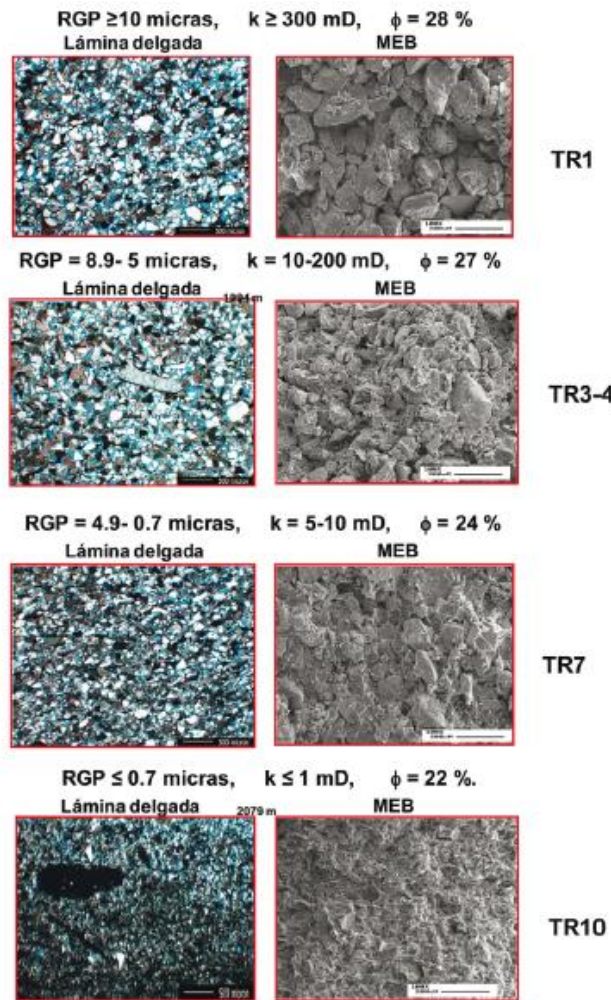 RGP ≥10 micras, k ≥ 300 mD, ϕ = 28 %
Lámina delgada MEB
TR1
RGP = 8.9- 5 micras, k = 10-200 mD, ϕ = 27 %
Lámina delgada MEB
TR3-4
RGP = 4.9- 0.7 micras, k = 5-10 mD, ϕ = 24 %
Lámina delgada MEB
TR7
RGP ≤ 0.7 micras, k ≤ 1 mD, ϕ = 22 %.
Lámina delgada 2079 m MEB
TR10